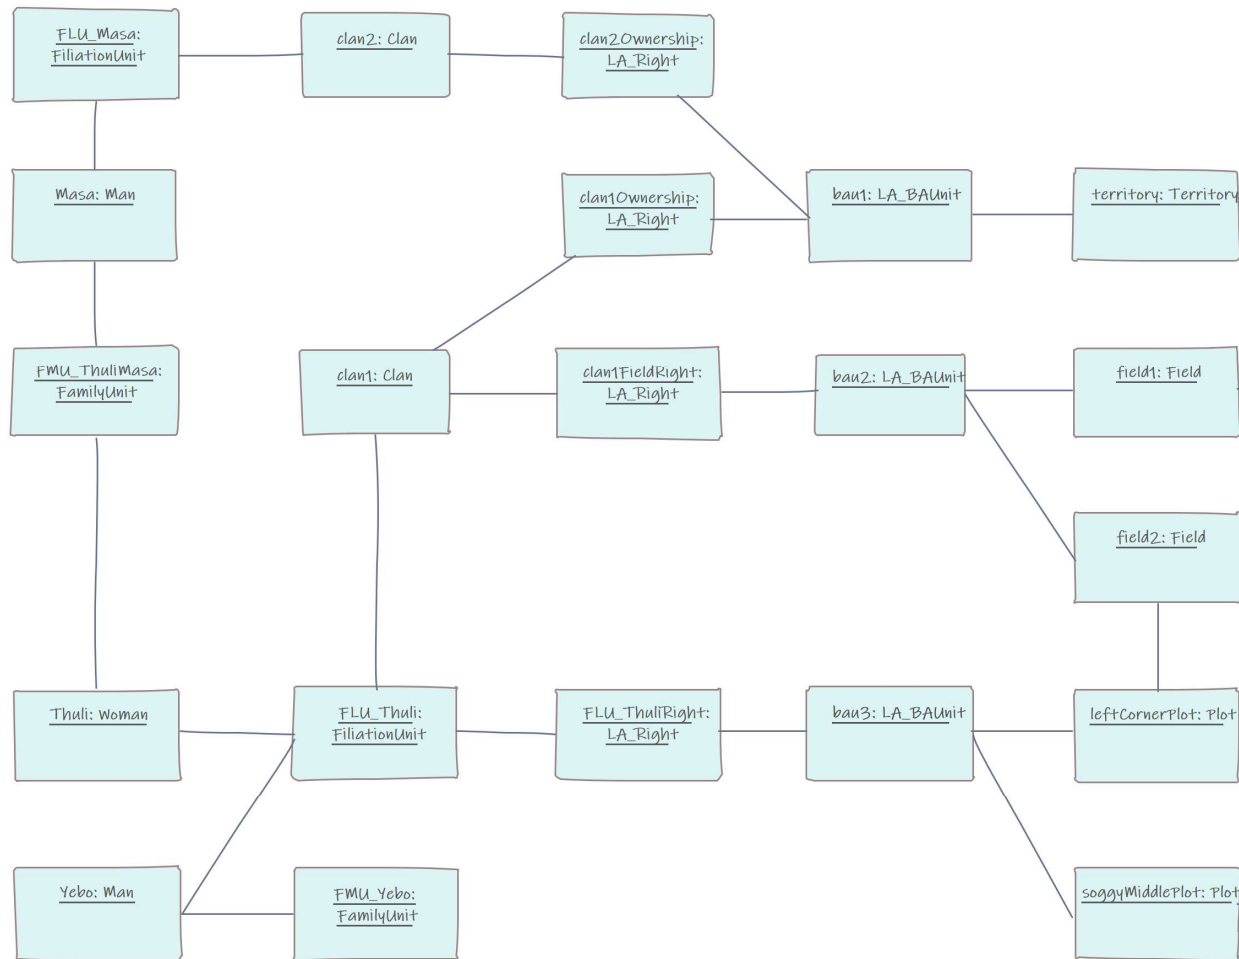 FLU_Masa:
FiliationUnit
clan2: Clan
clan2Ownership:
LA_Right
Masa: Man
clan1Ownership:
LA_Right
bau1: LA_BAUnit
territory: Territory
FMU_ThuliMasa:
FamilyUnit
clan1: Clan
clan1FieldRight:
LA_Right
bau2: LA_BAUnit
field1: Field
field2: Field
Thuli: Woman
FLU_Thuli:
FiliationUnit
FLU_ThuliRight:
LA_Right
bau3: LA_BAUnit
leftCornerPlot: Plot
Yebo: Man
FMU_Yebo:
FamilyUnit
soggyMiddlePlot: Plot